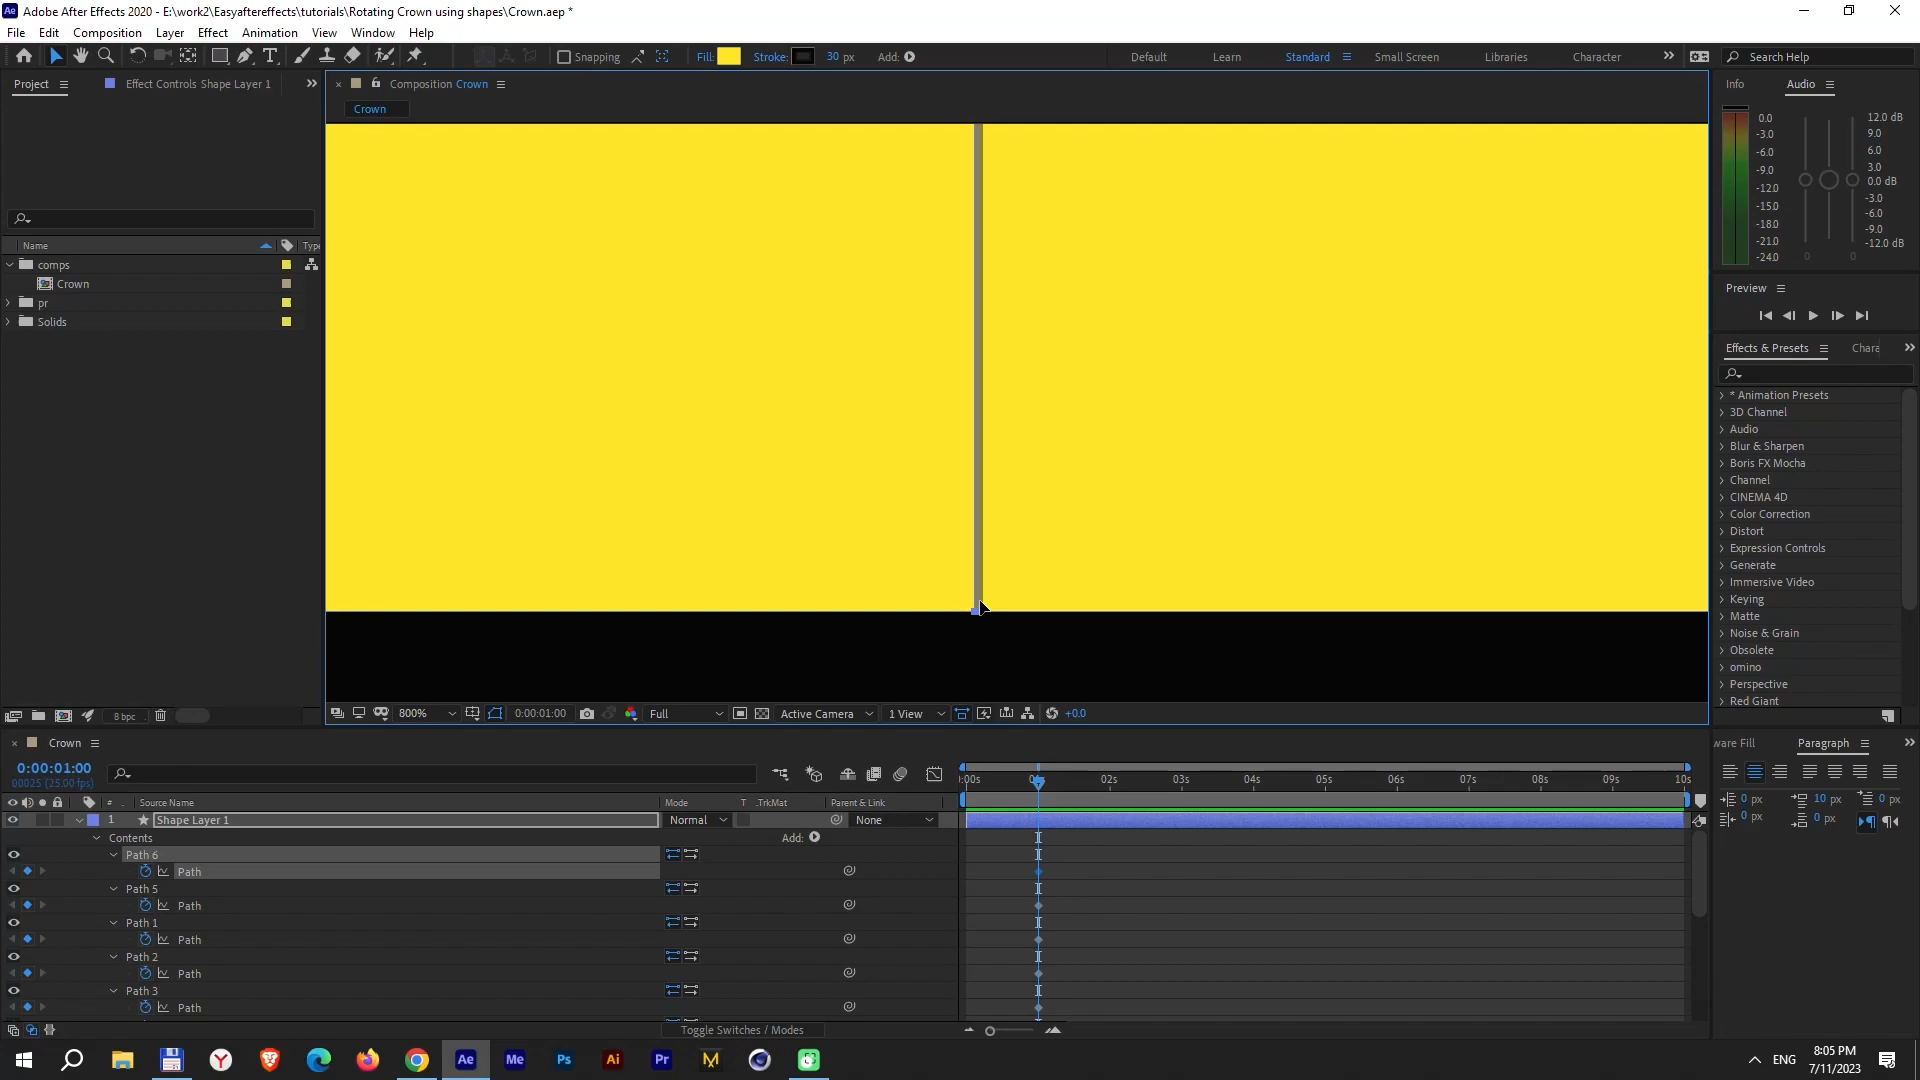 Adobe After Effects 2020 - E:\work2\Easyaftereffects\tutorials\Rotating Crown using shapes\Crown.aep *
File Edit Composition Layer Effect Animation View Window Help
Snapping Fill: Stroke: 30 px Add: Default Learn Standard Small Screen Libraries Character Search Help
Project Effect Controls Shape Layer 1
Composition Crown
Crown
Info Audio
0.0
-3.0
-6.0
-9.0
-12.0
-15.0
-18.0
-21.0
-24.0
12.0 dB
9.0
6.0
3.0
0.0 dB
-3.0
-6.0
-9.0
-12.0 dB
0 0
Preview
Name Type
comps
Crown
pr
Solids
8 bpc
Effects & Presets Chara
* Animation Presets
3D Channel
Audio
Blur & Sharpen
Boris FX Mocha
Channel
CINEMA 4D
Color Correction
Distort
Expression Controls
Generate
Immersive Video
Keying
Matte
Noise & Grain
Obsolete
omino
Perspective
Red Giant
800% 0:00:01:00 Full Active Camera 1 View +0.0
Crown
0:00:01:00
00025 (25.00 fps)
# Source Name Mode T .TrkMat Parent & Link
1 Shape Layer 1 Normal None
Contents Add:
Path 6
Path
Path 5
Path
Path 1
Path
Path 2
Path
Path 3
Path
Toggle Switches / Modes
02s 03s 04s 05s 06s 07s 08s 09s 10s
ware Fill Paragraph
0 px 10 px 0 px
0 px 0 px
Ae Me Ps Ai Pr
ENG
8:05 PM
7/11/2023